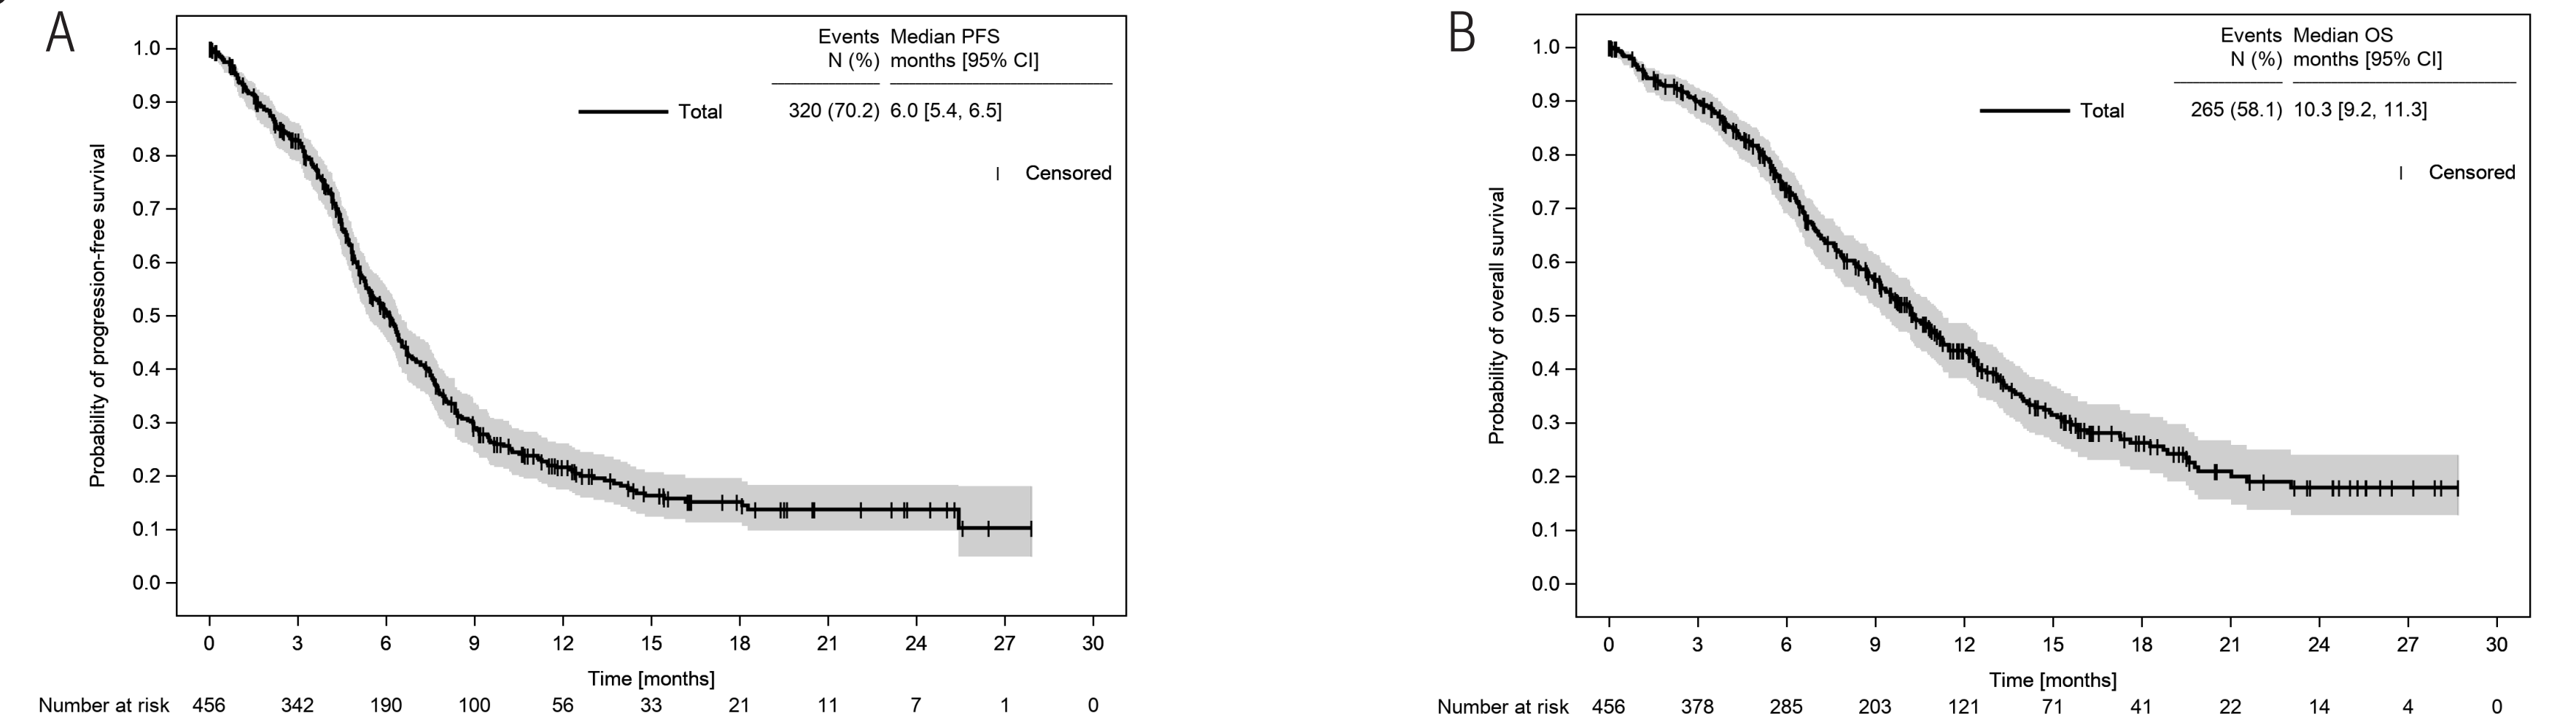 A
Events Median PFS
N (%) months [95% CI]
Total 320 (70.2) 6.0 [5.4, 6.5]
Censored
Probability of progression-free survival
1.0
0.9
0.8
0.7
0.6
0.5
0.4
0.3
0.2
0.1
0.0
0 3 6 9 12 15 18 21 24 27 30
Time [months]
Number at risk 456 342 190 100 56 33 21 11 7 1 0
B
Events Median OS
N (%) months [95% CI]
Total 265 (58.1) 10.3 [9.2, 11.3]
Censored
Probability of overall survival
1.0
0.9
0.8
0.7
0.6
0.5
0.4
0.3
0.2
0.1
0.0
0 3 6 9 12 15 18 21 24 27 30
Time [months]
Number at risk 456 378 285 203 121 71 41 22 14 4 0